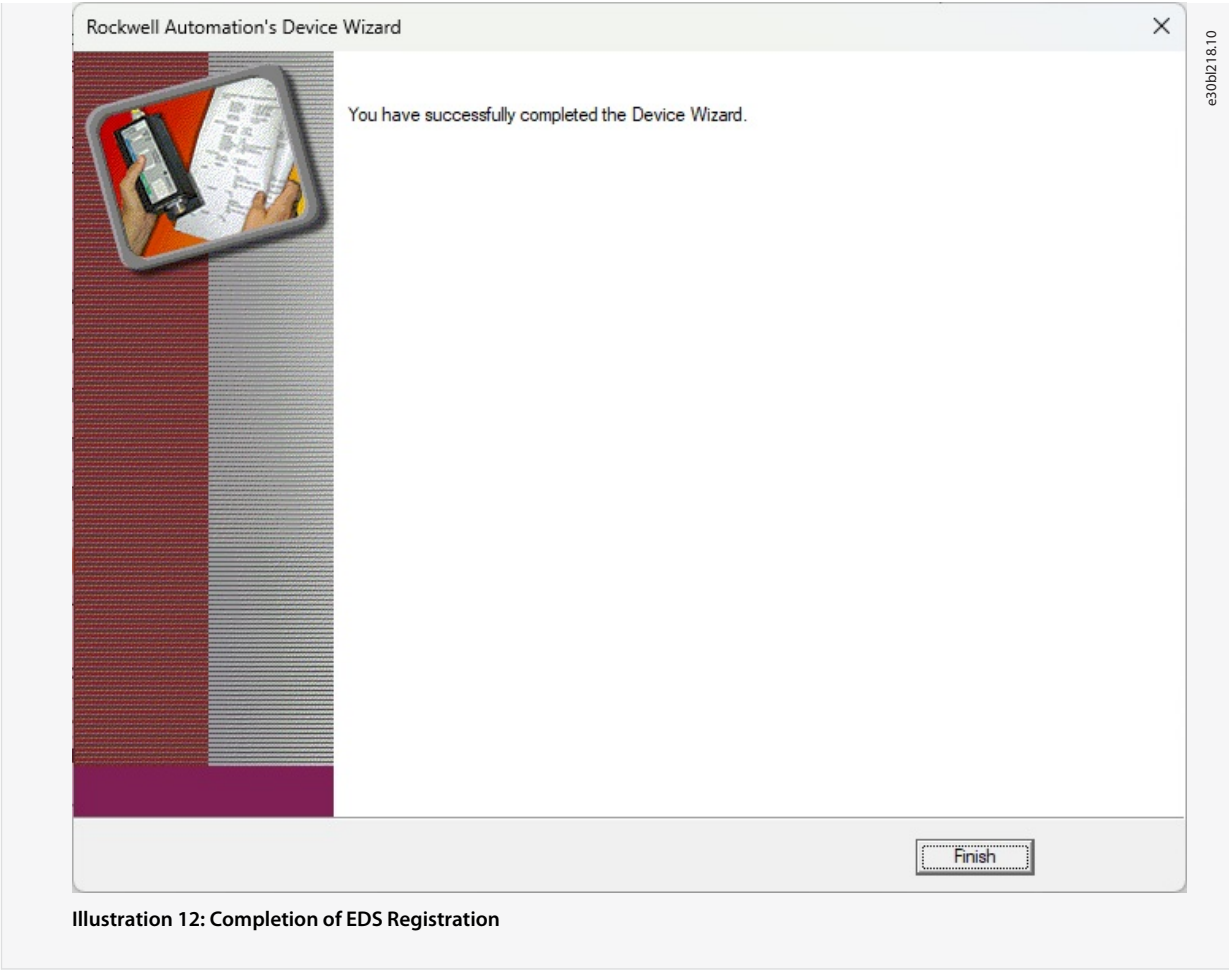 Rockwell Automation's Device Wizard
e30bl218.10
You have successfully completed the Device Wizard.
Finish
Illustration 12: Completion of EDS Registration